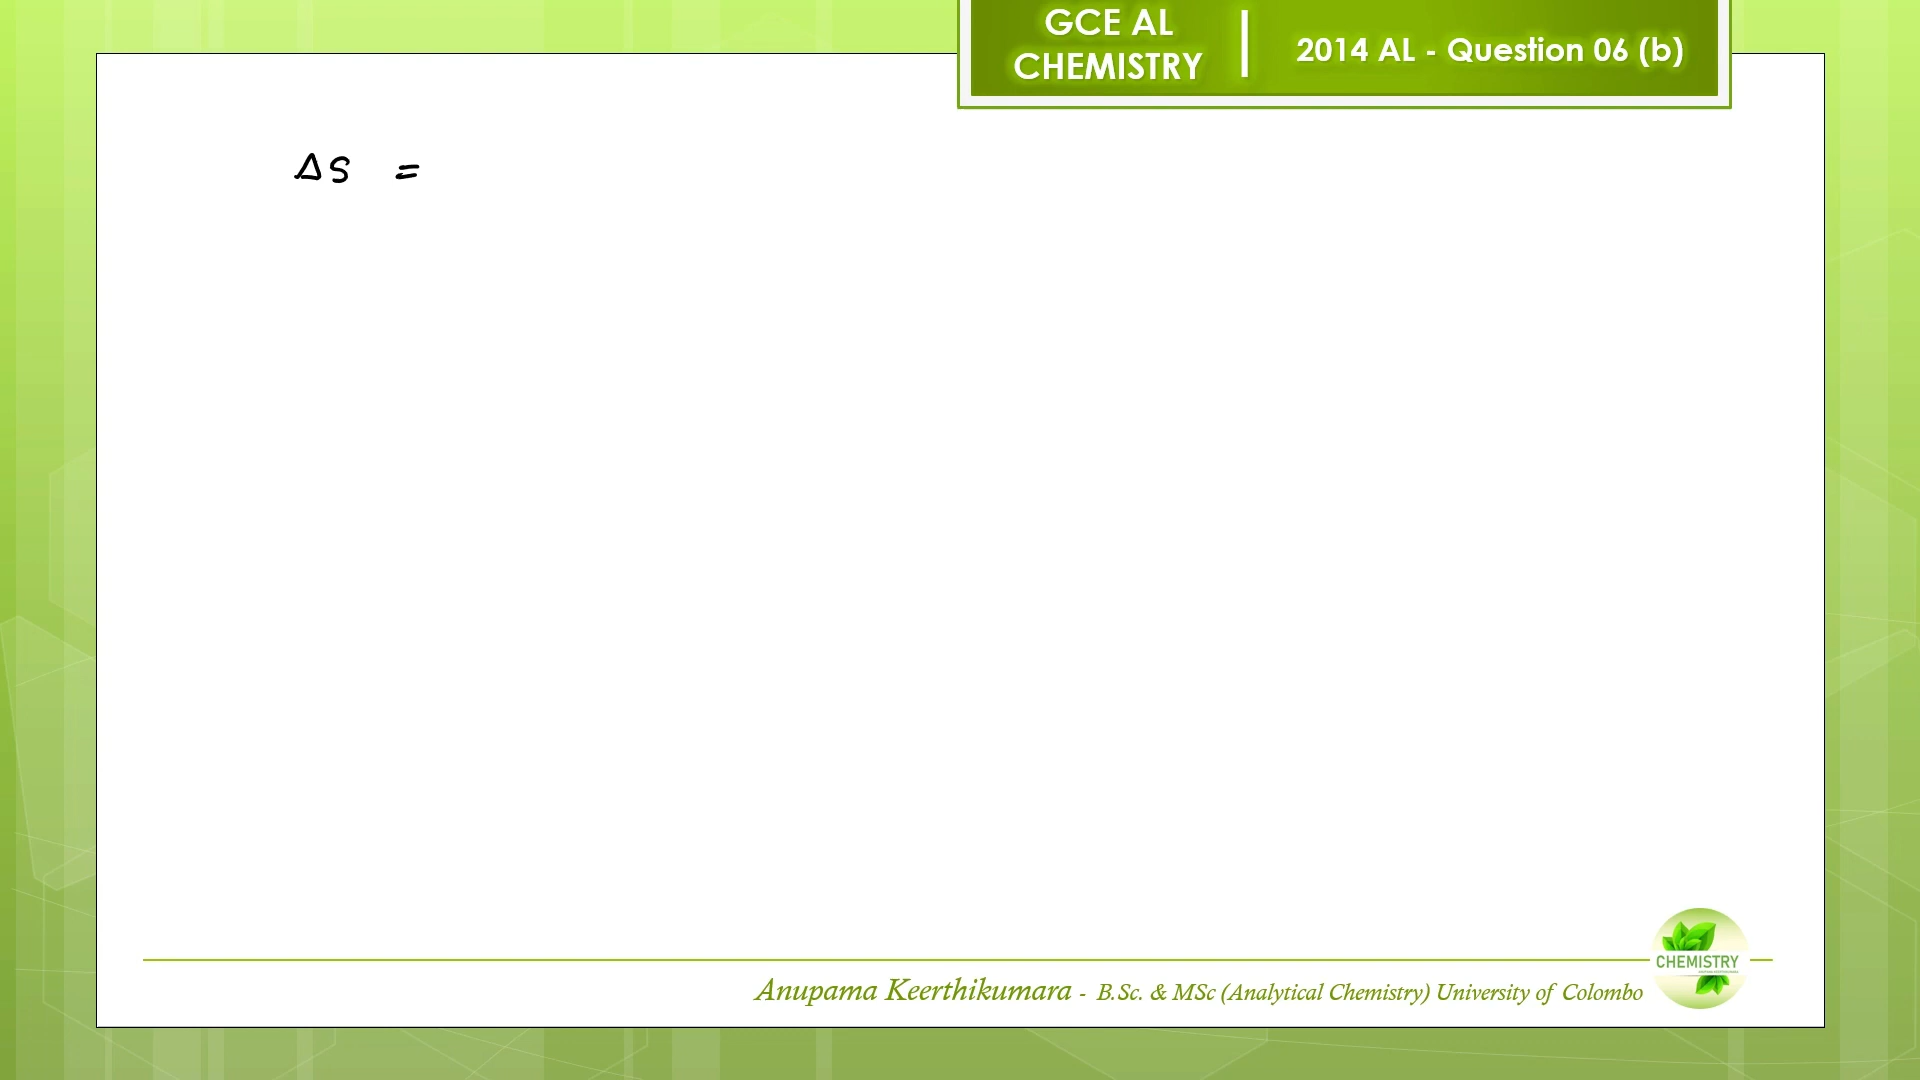 GCE AL
CHEMISTRY
2014 AL - Question 06 (b)
ΔS =
CHEMISTRY
Anupama Keerthikumara - B.Sc. & MSc (Analytical Chemistry) University of Colombo